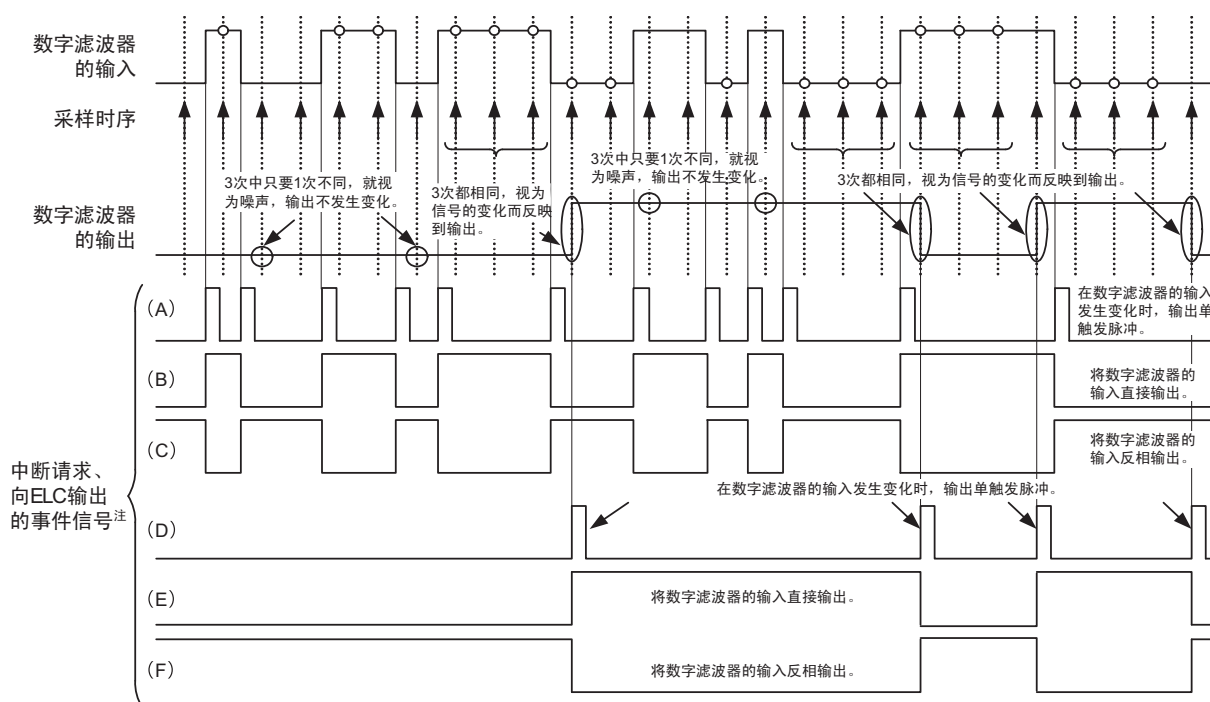 数字滤波器
的输入
采样时序
3次中只要1次不同，就视
为噪声，输出不发生变化。
3次都相同，视为
信号的变化而反映
到输出。
3次中只要1次不同，就视
为噪声，输出不发生变化。
3次都相同，视为信号的变化而反映到输出。
数字滤波器
的输出
（A）
在数字滤波器的输入
发生变化时，输出单
触发脉冲。
（B）
将数字滤波器的
输入直接输出。
（C）
将数字滤波器的
输入反相输出。
中断请求、
向ELC输出
的事件信号注
在数字滤波器的输入发生变化时，输出单触发脉冲。
（D）
（E）
将数字滤波器的输入直接输出。
（F）
将数字滤波器的输入反相输出。